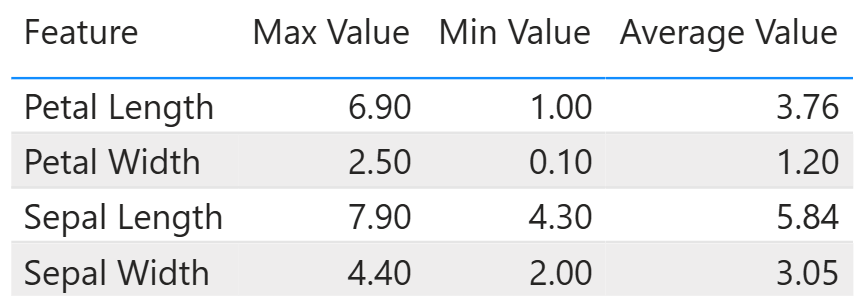 Feature Max Value Min Value Average Value
Petal Length 6.90 1.00 3.76
Petal Width 2.50 0.10 1.20
Sepal Length 7.90 4.30 5.84
Sepal Width 4.40 2.00 3.05